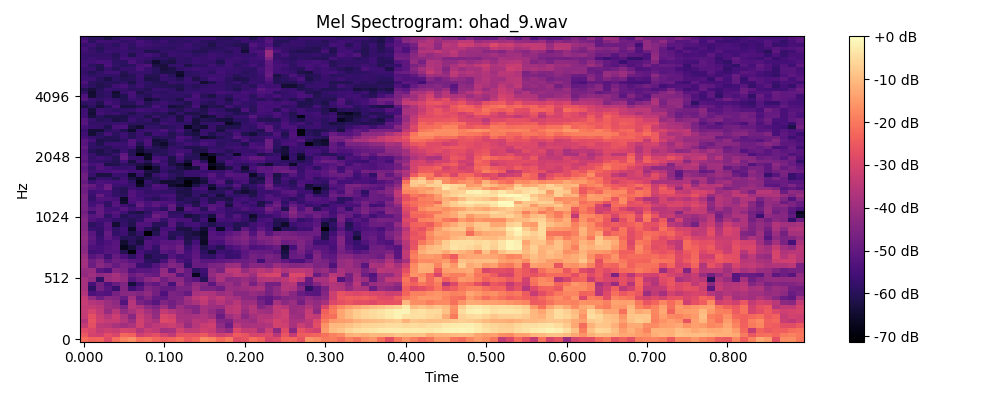 Mel Spectrogram: ohad_9.wav
+0 dB
-10 dB
-20 dB
-30 dB
-40 dB
-50 dB
-60 dB
-70 dB
Hz
4096
2048
1024
512
0
0.000 0.100 0.200 0.300 0.400 0.500 0.600 0.700 0.800
Time